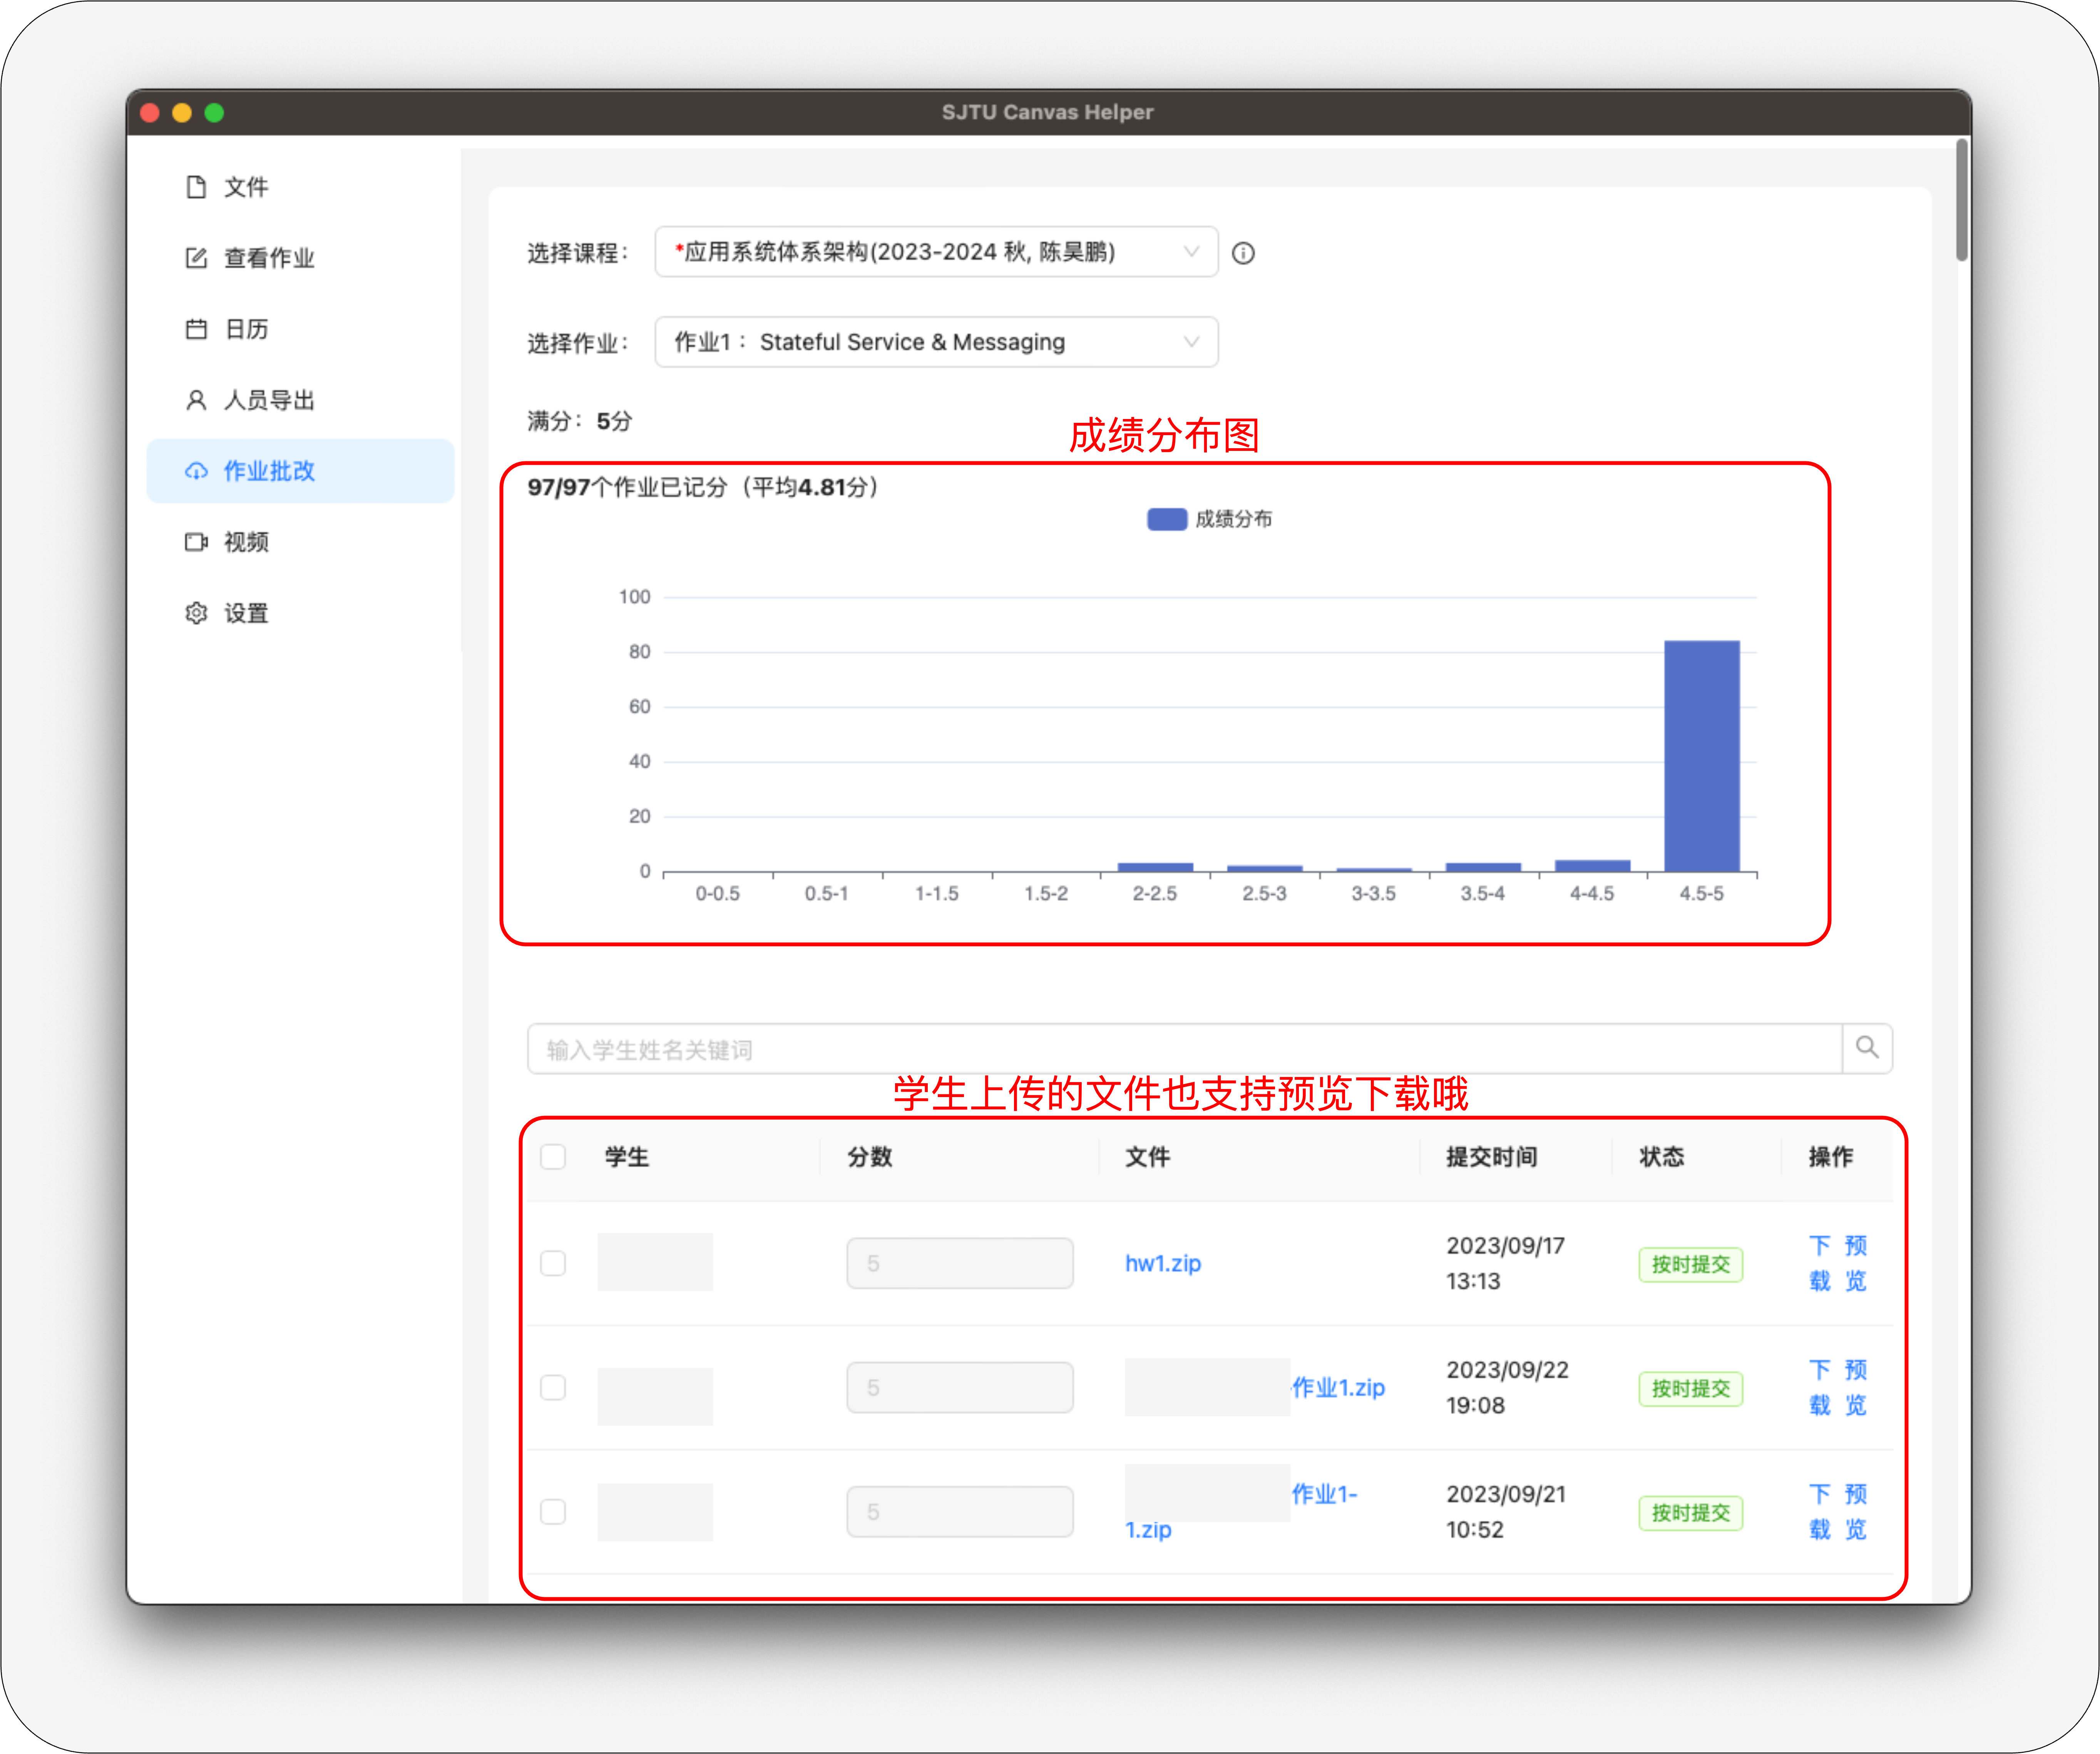 SJTU Canvas Helper
文件
查看作业
日历
人员导出
作业批改
视频
设置
选择课程：
*应用系统体系架构(2023-2024 秋, 陈昊鹏)
选择作业：
作业1： Stateful Service & Messaging
满分：5分
成绩分布图
97/97个作业已记分（平均4.81分）
成绩分布
100
80
60
40
20
0
0-0.5 0.5-1 1-1.5 1.5-2 2-2.5 2.5-3 3-3.5 3.5-4 4-4.5 4.5-5
输入学生姓名关键词
学生上传的文件也支持预览下载哦
学生 分数 文件 提交时间 状态 操作
5 hw1.zip 2023/09/17 13:13 按时提交 下载 预览
5 -作业1.zip 2023/09/22 19:08 按时提交 下载 预览
5 作业1-1.zip 2023/09/21 10:52 按时提交 下载 预览